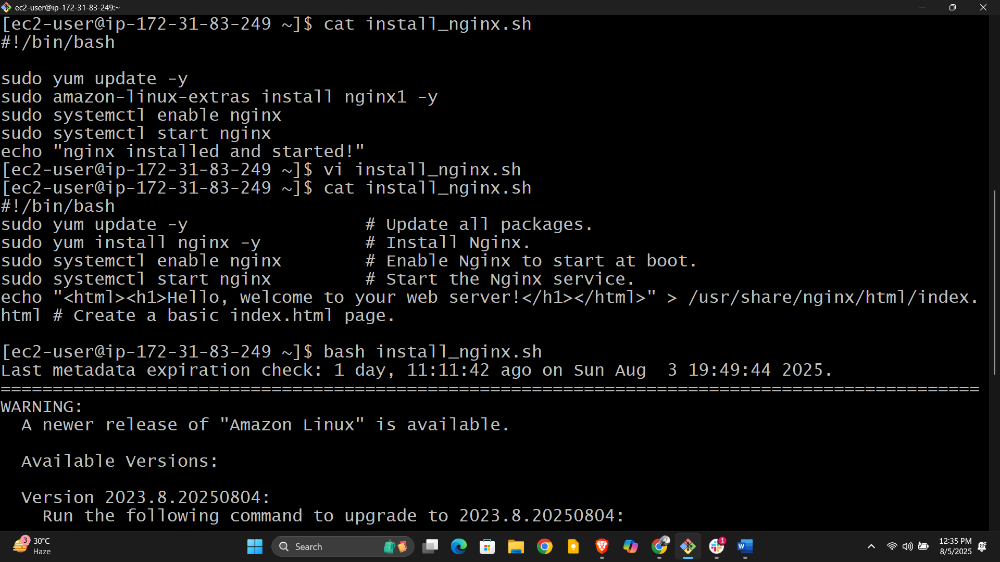 ec2-user@ip-172-31-83-249:~
[ec2-user@ip-172-31-83-249 ~]$ cat install_nginx.sh
#!/bin/bash

sudo yum update -y
sudo amazon-linux-extras install nginx1 -y
sudo systemctl enable nginx
sudo systemctl start nginx
echo "nginx installed and started!"
[ec2-user@ip-172-31-83-249 ~]$ vi install_nginx.sh
[ec2-user@ip-172-31-83-249 ~]$ cat install_nginx.sh
#!/bin/bash
sudo yum update -y                 # Update all packages.
sudo yum install nginx -y          # Install Nginx.
sudo systemctl enable nginx        # Enable Nginx to start at boot.
sudo systemctl start nginx         # Start the Nginx service.
echo "<html><h1>Hello, welcome to your web server!</h1></html>" > /usr/share/nginx/html/index.
html # Create a basic index.html page.

[ec2-user@ip-172-31-83-249 ~]$ bash install_nginx.sh
Last metadata expiration check: 1 day, 11:11:42 ago on Sun Aug  3 19:49:44 2025.
==============================================================================================
WARNING:
  A newer release of "Amazon Linux" is available.

  Available Versions:

  Version 2023.8.20250804:
    Run the following command to upgrade to 2023.8.20250804:
3
30°C
Haze
Search
1
W
12:35 PM
8/5/2025